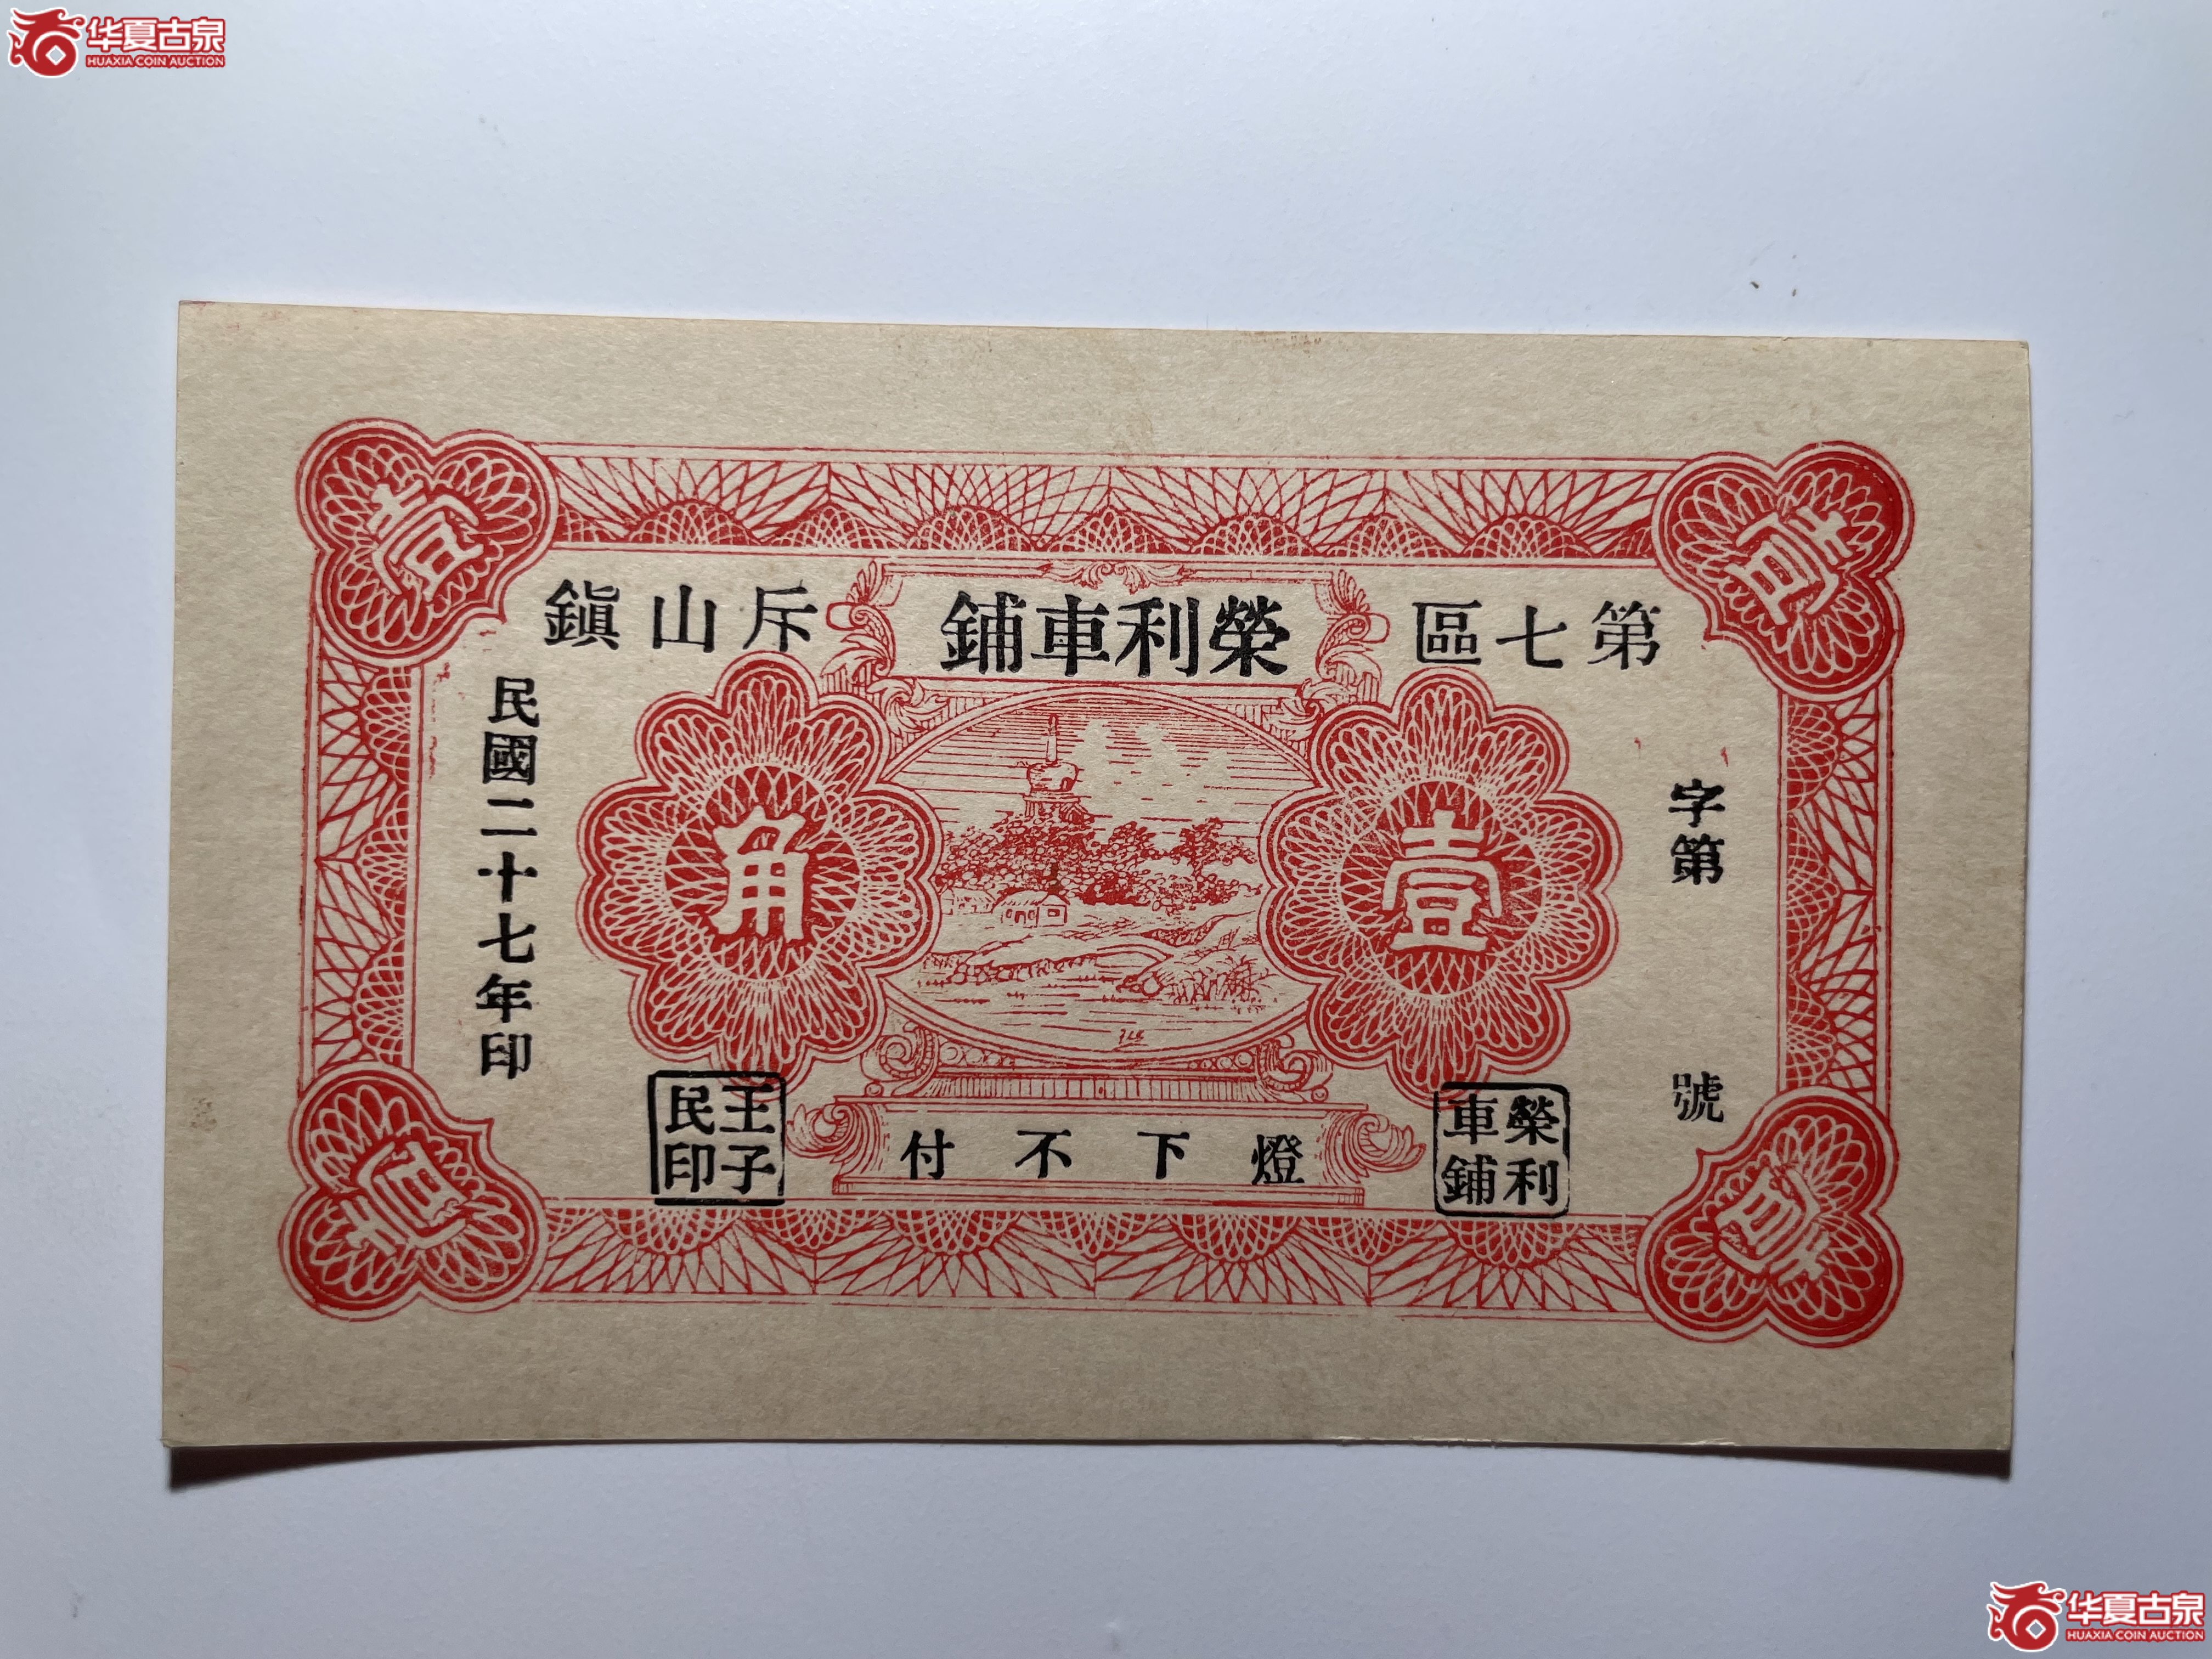 华夏古泉
HUAXIA COIN AUCTION
第七區
榮利車鋪
斥山鎮
壹
壹
壹角
字第 號
民國二十七年印
榮利車鋪
燈下不付
王子民印
壹
壹
华夏古泉
HUAXIA COIN AUCTION